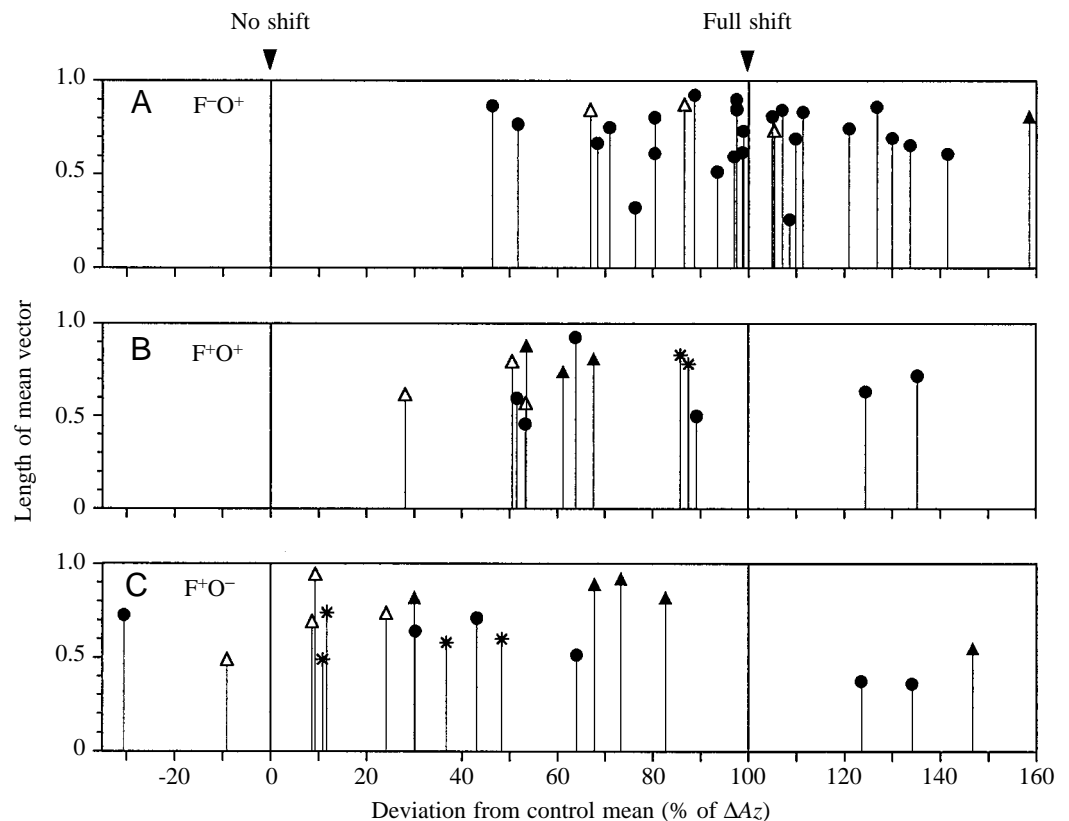 No shift
Full shift
1.0
A
F⁻O⁺
0.5
0
1.0
B
F⁺O⁺
0.5
0
1.0
C
F⁺O⁻
0.5
0
Length of mean vector
-20 0 20 40 60 80 100 120 140 160
Deviation from control mean (% of ΔAz)